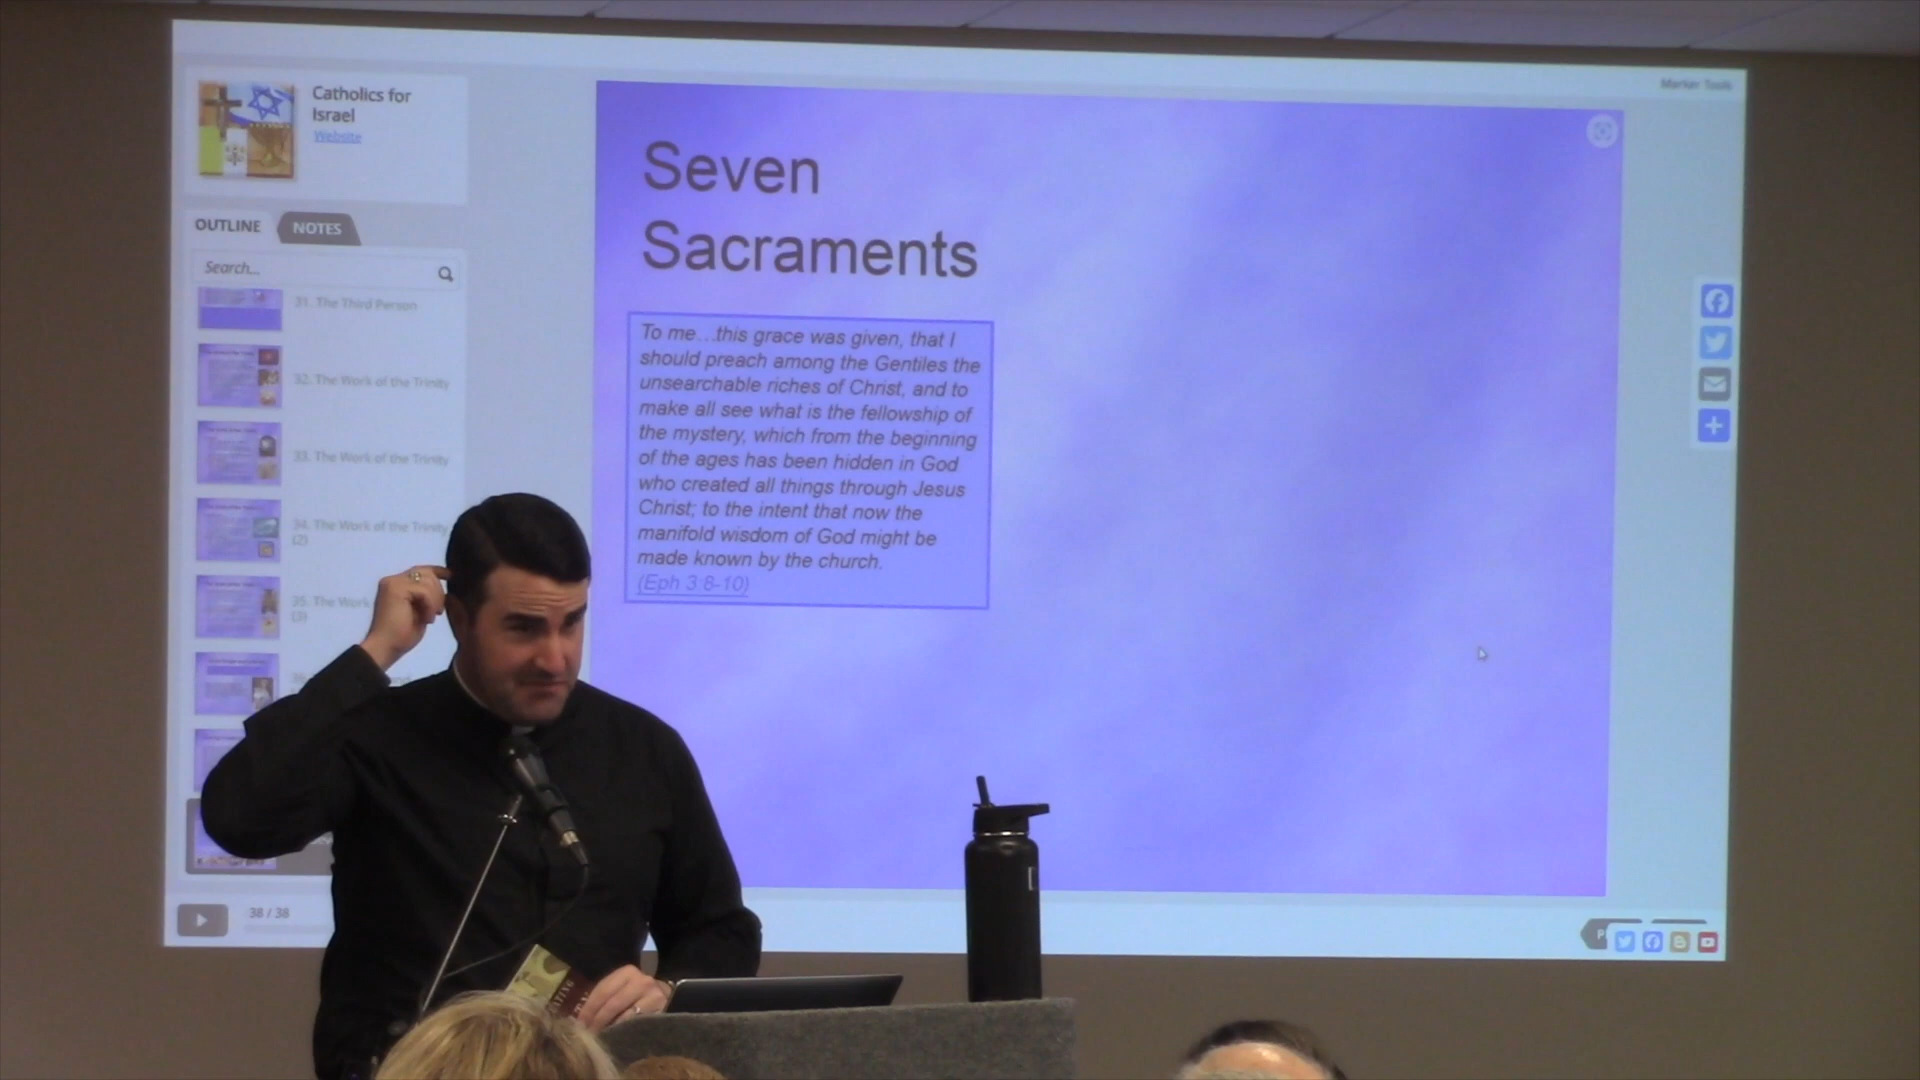 Catholics for
Israel
Website
Marker Tools
OUTLINE
NOTES
Search...
31. The Third Person
32. The Work of the Trinity
33. The Work of the Trinity
34. The Work of the Trinity
(2)
35. The Work
(3)
38 / 38
Seven
Sacraments
To me...this grace was given, that I
should preach among the Gentiles the
unsearchable riches of Christ, and to
make all see what is the fellowship of
the mystery, which from the beginning
of the ages has been hidden in God
who created all things through Jesus
Christ; to the intent that now the
manifold wisdom of God might be
made known by the church.
(Eph 3:8-10)